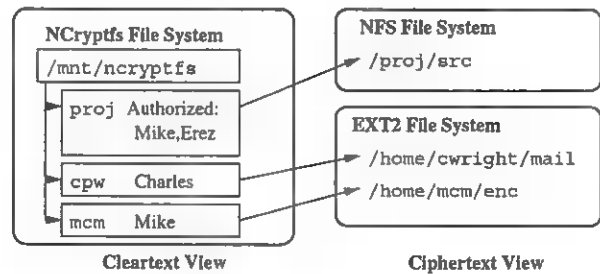 NCryptfs File System
/mnt/ncryptfs
proj Authorized:
Mike,Erez
cpw Charles
mcm Mike
Cleartext View
NFS File System
/proj/src
EXT2 File System
/home/cwright/mail
/home/mcm/enc
Ciphertext View